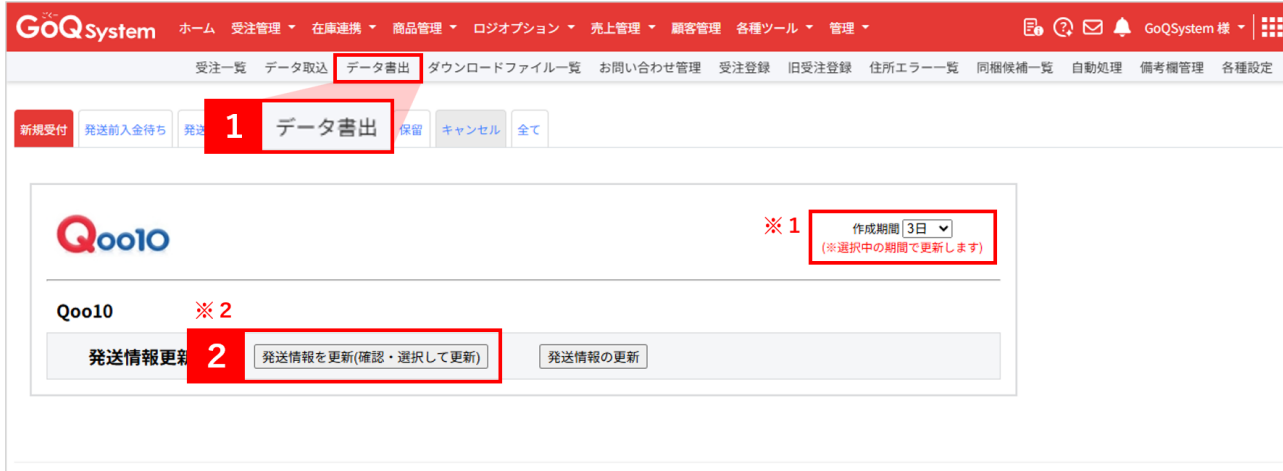 ごくー
GoQSystem ホーム 受注管理 在庫連携 商品管理 ロジオプション 売上管理 顧客管理 各種ツール 管理 GoQSystem 様
受注一覧 データ取込 データ書出 ダウンロードファイル一覧 お問い合わせ管理 受注登録 旧受注登録 住所エラー一覧 同梱候補一覧 自動処理 備考欄管理 各種設定
新規受付 発送前入金待ち 発送 1 データ書出 保留 キャンセル 全て
Qoo10
※1 作成期間 3日
(※選択中の期間で更新します)
Qoo10 ※2
発送情報更新 2 発送情報を更新(確認・選択して更新) 発送情報の更新